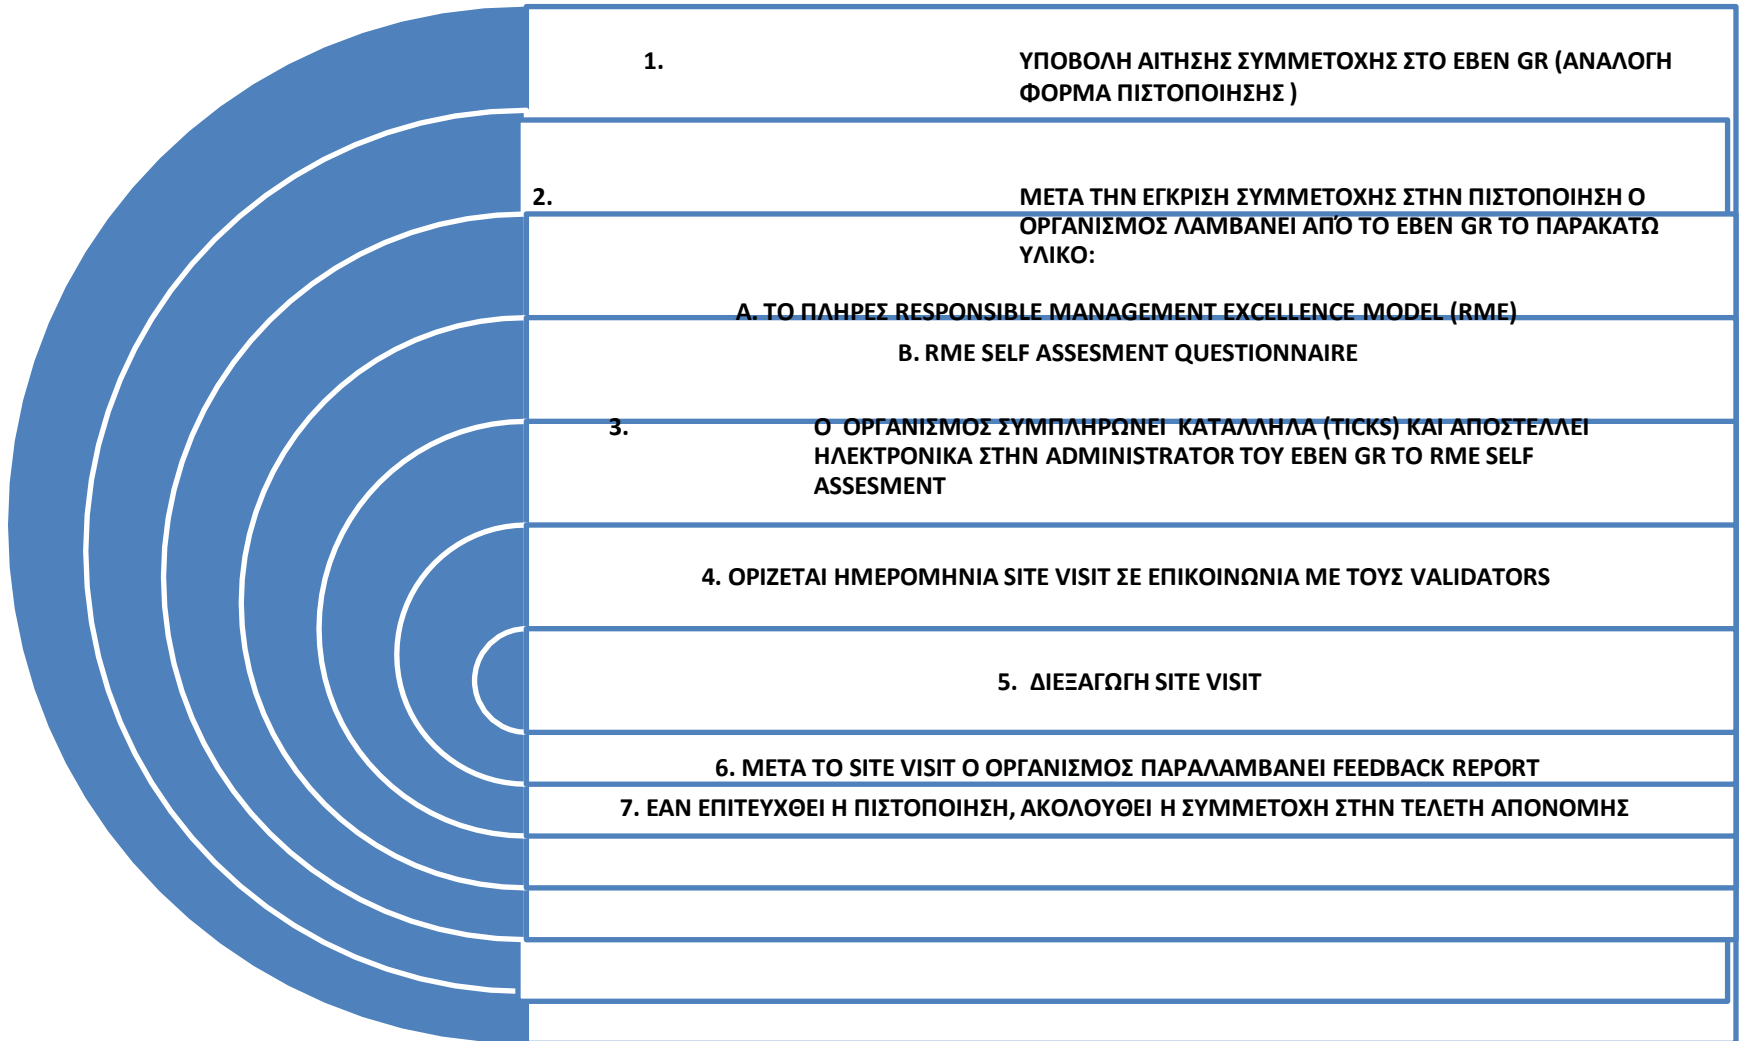 1. ΥΠΟΒΟΛΗ ΑΙΤΗΣΗΣ ΣΥΜΜΕΤΟΧΗΣ ΣΤΟ EBEN GR (ΑΝΑΛΟΓΗ
ΦΟΡΜΑ ΠΙΣΤΟΠΟΙΗΣΗΣ )
2. ΜΕΤΑ ΤΗΝ ΕΓΚΡΙΣΗ ΣΥΜΜΕΤΟΧΗΣ ΣΤΗΝ ΠΙΣΤΟΠΟΙΗΣΗ Ο
ΟΡΓΑΝΙΣΜΟΣ ΛΑΜΒΑΝΕΙ ΑΠΌ ΤΟ EBEN GR ΤΟ ΠΑΡΑΚΑΤΩ
ΥΛΙΚΟ:
Α. ΤΟ ΠΛΗΡΕΣ RESPONSIBLE MANAGEMENT EXCELLENCE MODEL (RME)
Β. RME SELF ASSESMENT QUESTIONNAIRE
3. Ο ΟΡΓΑΝΙΣΜΟΣ ΣΥΜΠΛΗΡΩΝΕΙ ΚΑΤΑΛΛΗΛΑ (TICKS) ΚΑΙ ΑΠΟΣΤΕΛΛΕΙ
ΗΛΕΚΤΡΟΝΙΚΑ ΣΤΗΝ ADMINISTRATOR ΤΟΥ EBEN GR ΤΟ RME SELF
ASSESMENT
4. ΟΡΙΖΕΤΑΙ ΗΜΕΡΟΜΗΝΙΑ SITE VISIT ΣΕ ΕΠΙΚΟΙΝΩΝΙΑ ΜΕ ΤΟΥΣ VALIDATORS
5. ΔΙΕΞΑΓΩΓΗ SITE VISIT
6. ΜΕΤΑ ΤΟ SITE VISIT Ο ΟΡΓΑΝΙΣΜΟΣ ΠΑΡΑΛΑΜΒΑΝΕΙ FEEDBACK REPORT
7. ΕΑΝ ΕΠΙΤΕΥΧΘΕΙ Η ΠΙΣΤΟΠΟΙΗΣΗ, ΑΚΟΛΟΥΘΕΙ Η ΣΥΜΜΕΤΟΧΗ ΣΤΗΝ ΤΕΛΕΤΗ ΑΠΟΝΟΜΗΣ